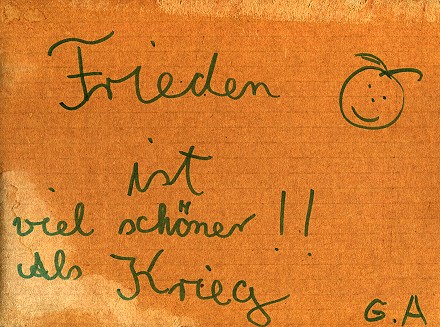 Frieden
ist
viel schöner !!
Als Krieg
G.A